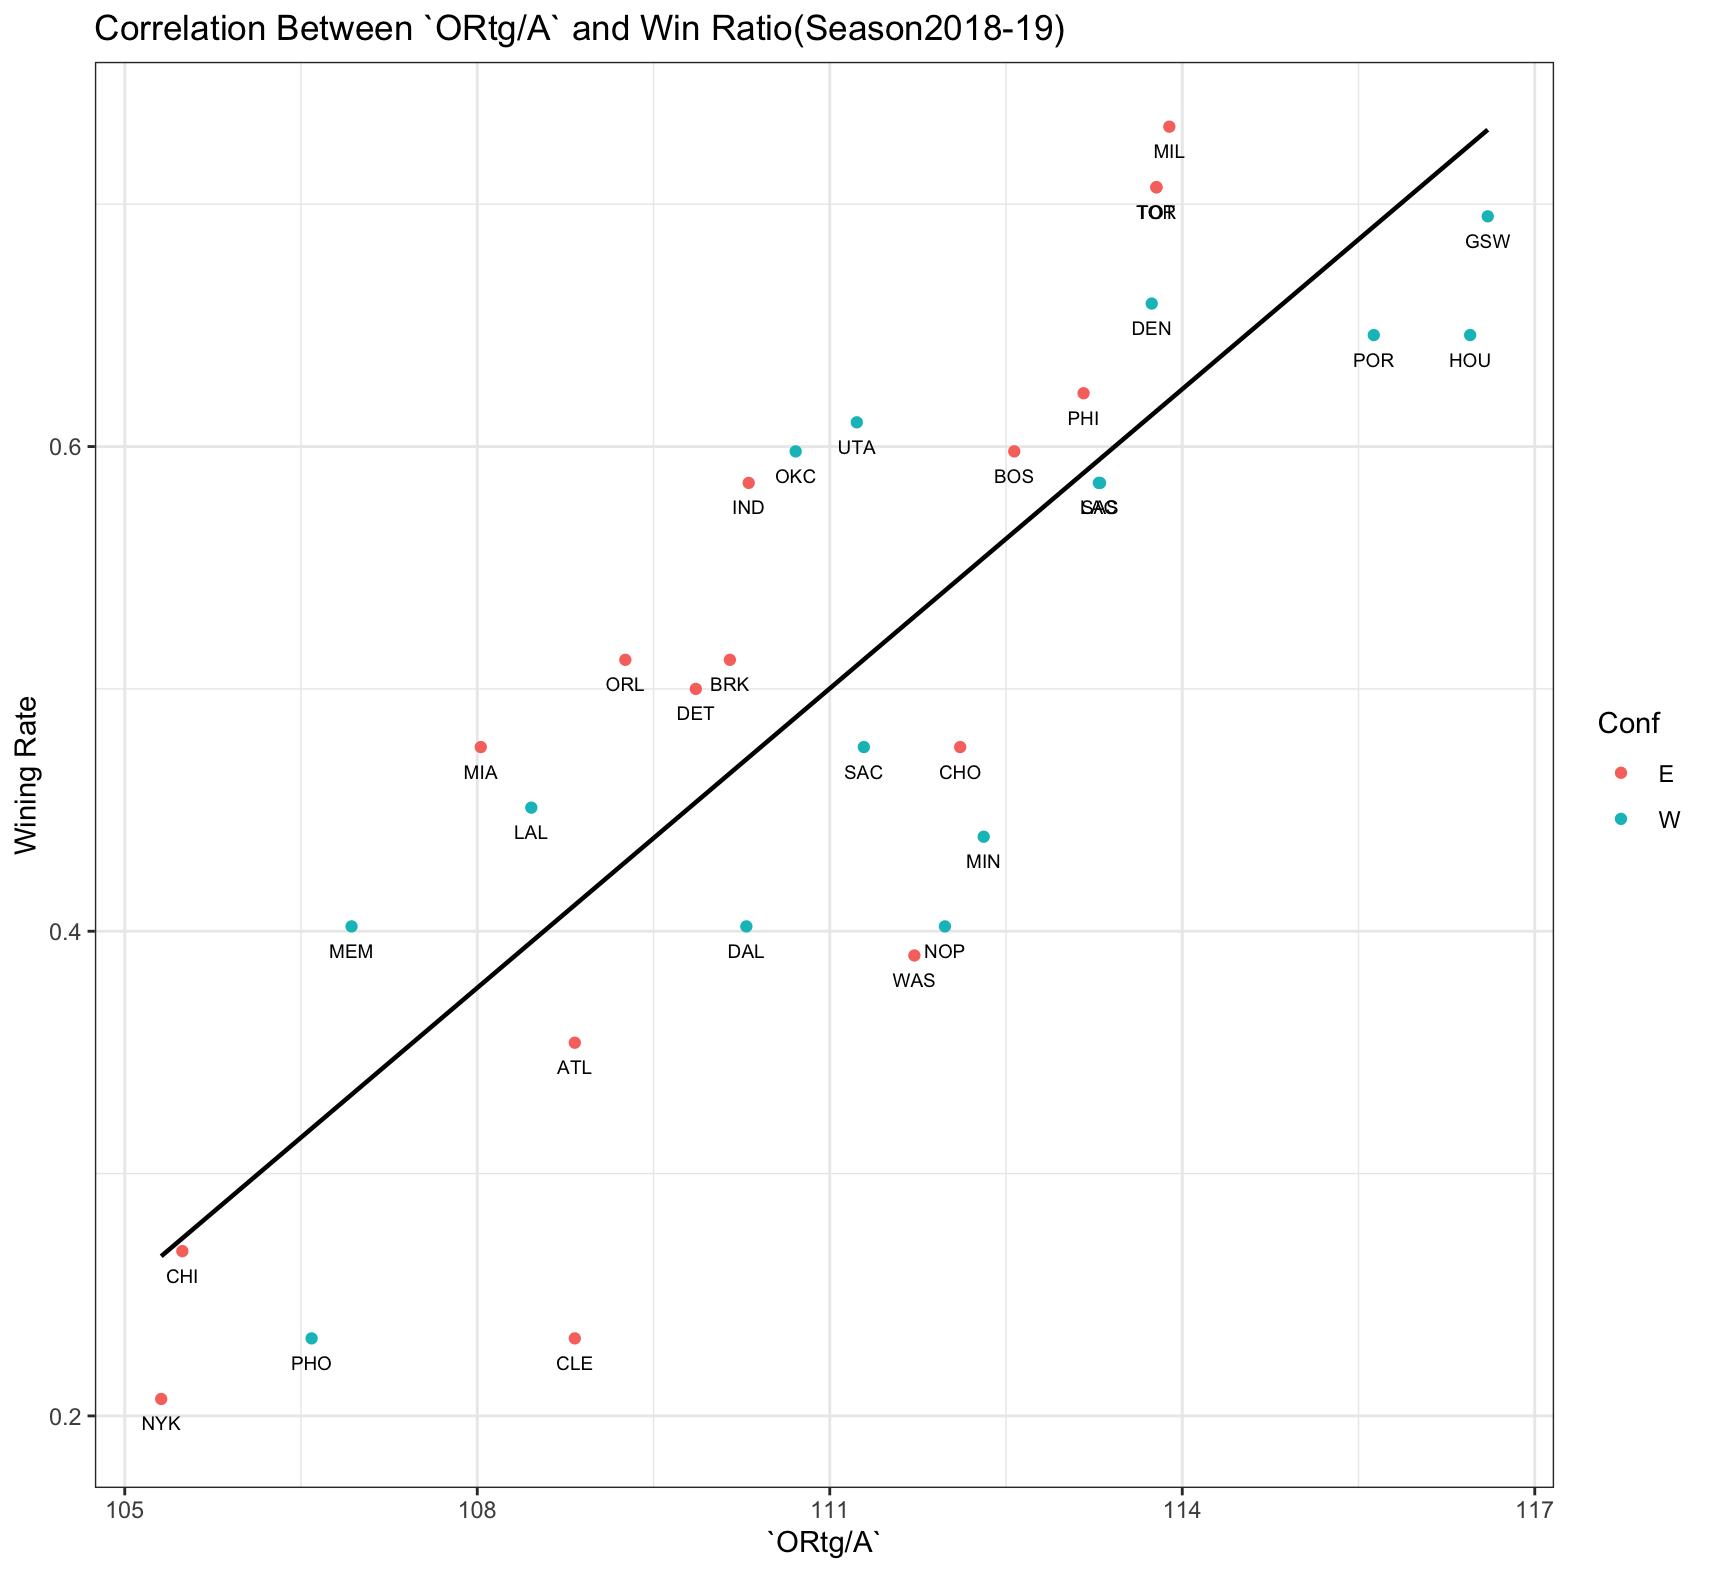 Correlation Between `ORtg/A` and Win Ratio(Season2018-19)
MIL
TOR
GSW
DEN
POR
HOU
PHI
UTA
0.6
OKC
BOS
IND
ORL
BRK
DET
Wining Rate
Conf
MIA
SAC
CHO
E
LAL
W
MIN
0.4
MEM
DAL
NOP
WAS
ATL
CHI
PHO
CLE
0.2
NYK
105
108
111
114
117
`ORtg/A`